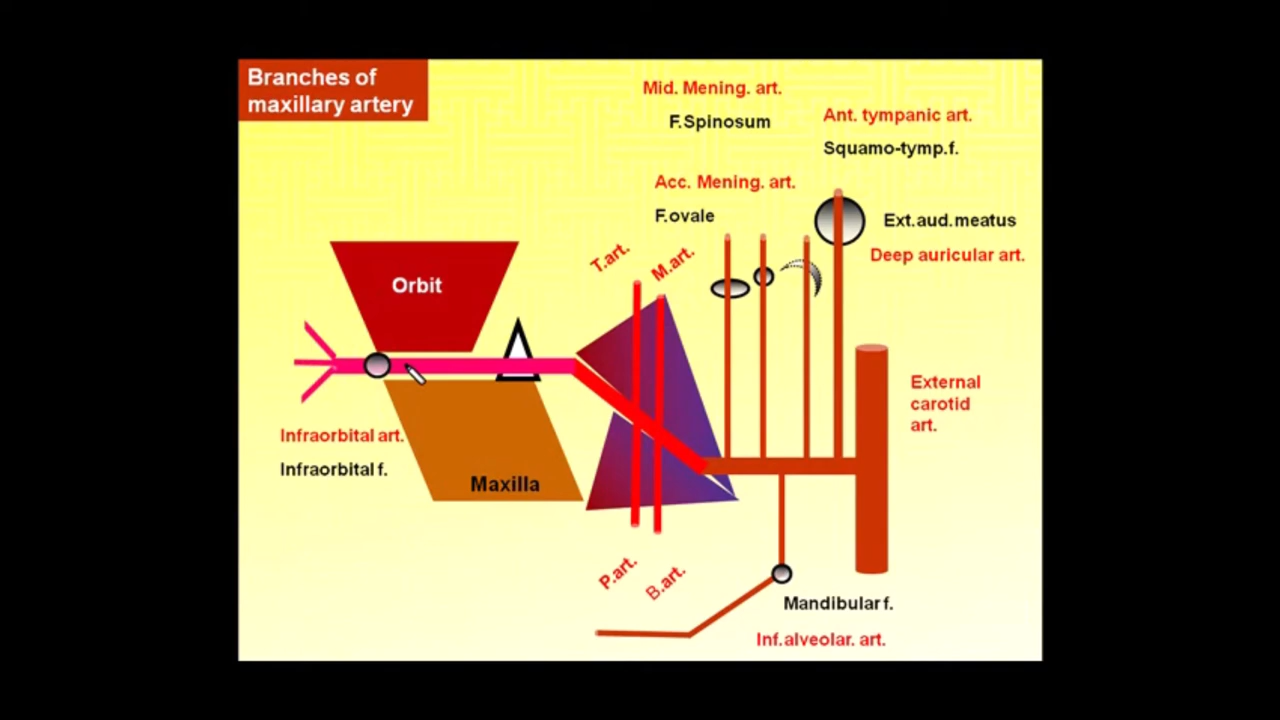 Branches of
maxillary artery
Mid. Mening. art.
F.Spinosum
Ant. tympanic art.
Squamo-tymp.f.
Acc. Mening. art.
F.ovale
Ext.aud.meatus
Deep auricular art.
T.art.
M.art.
Orbit
External
carotid
art.
Infraorbital art.
Infraorbital f.
Maxilla
P.art.
B.art.
Mandibular f.
Inf.alveolar. art.